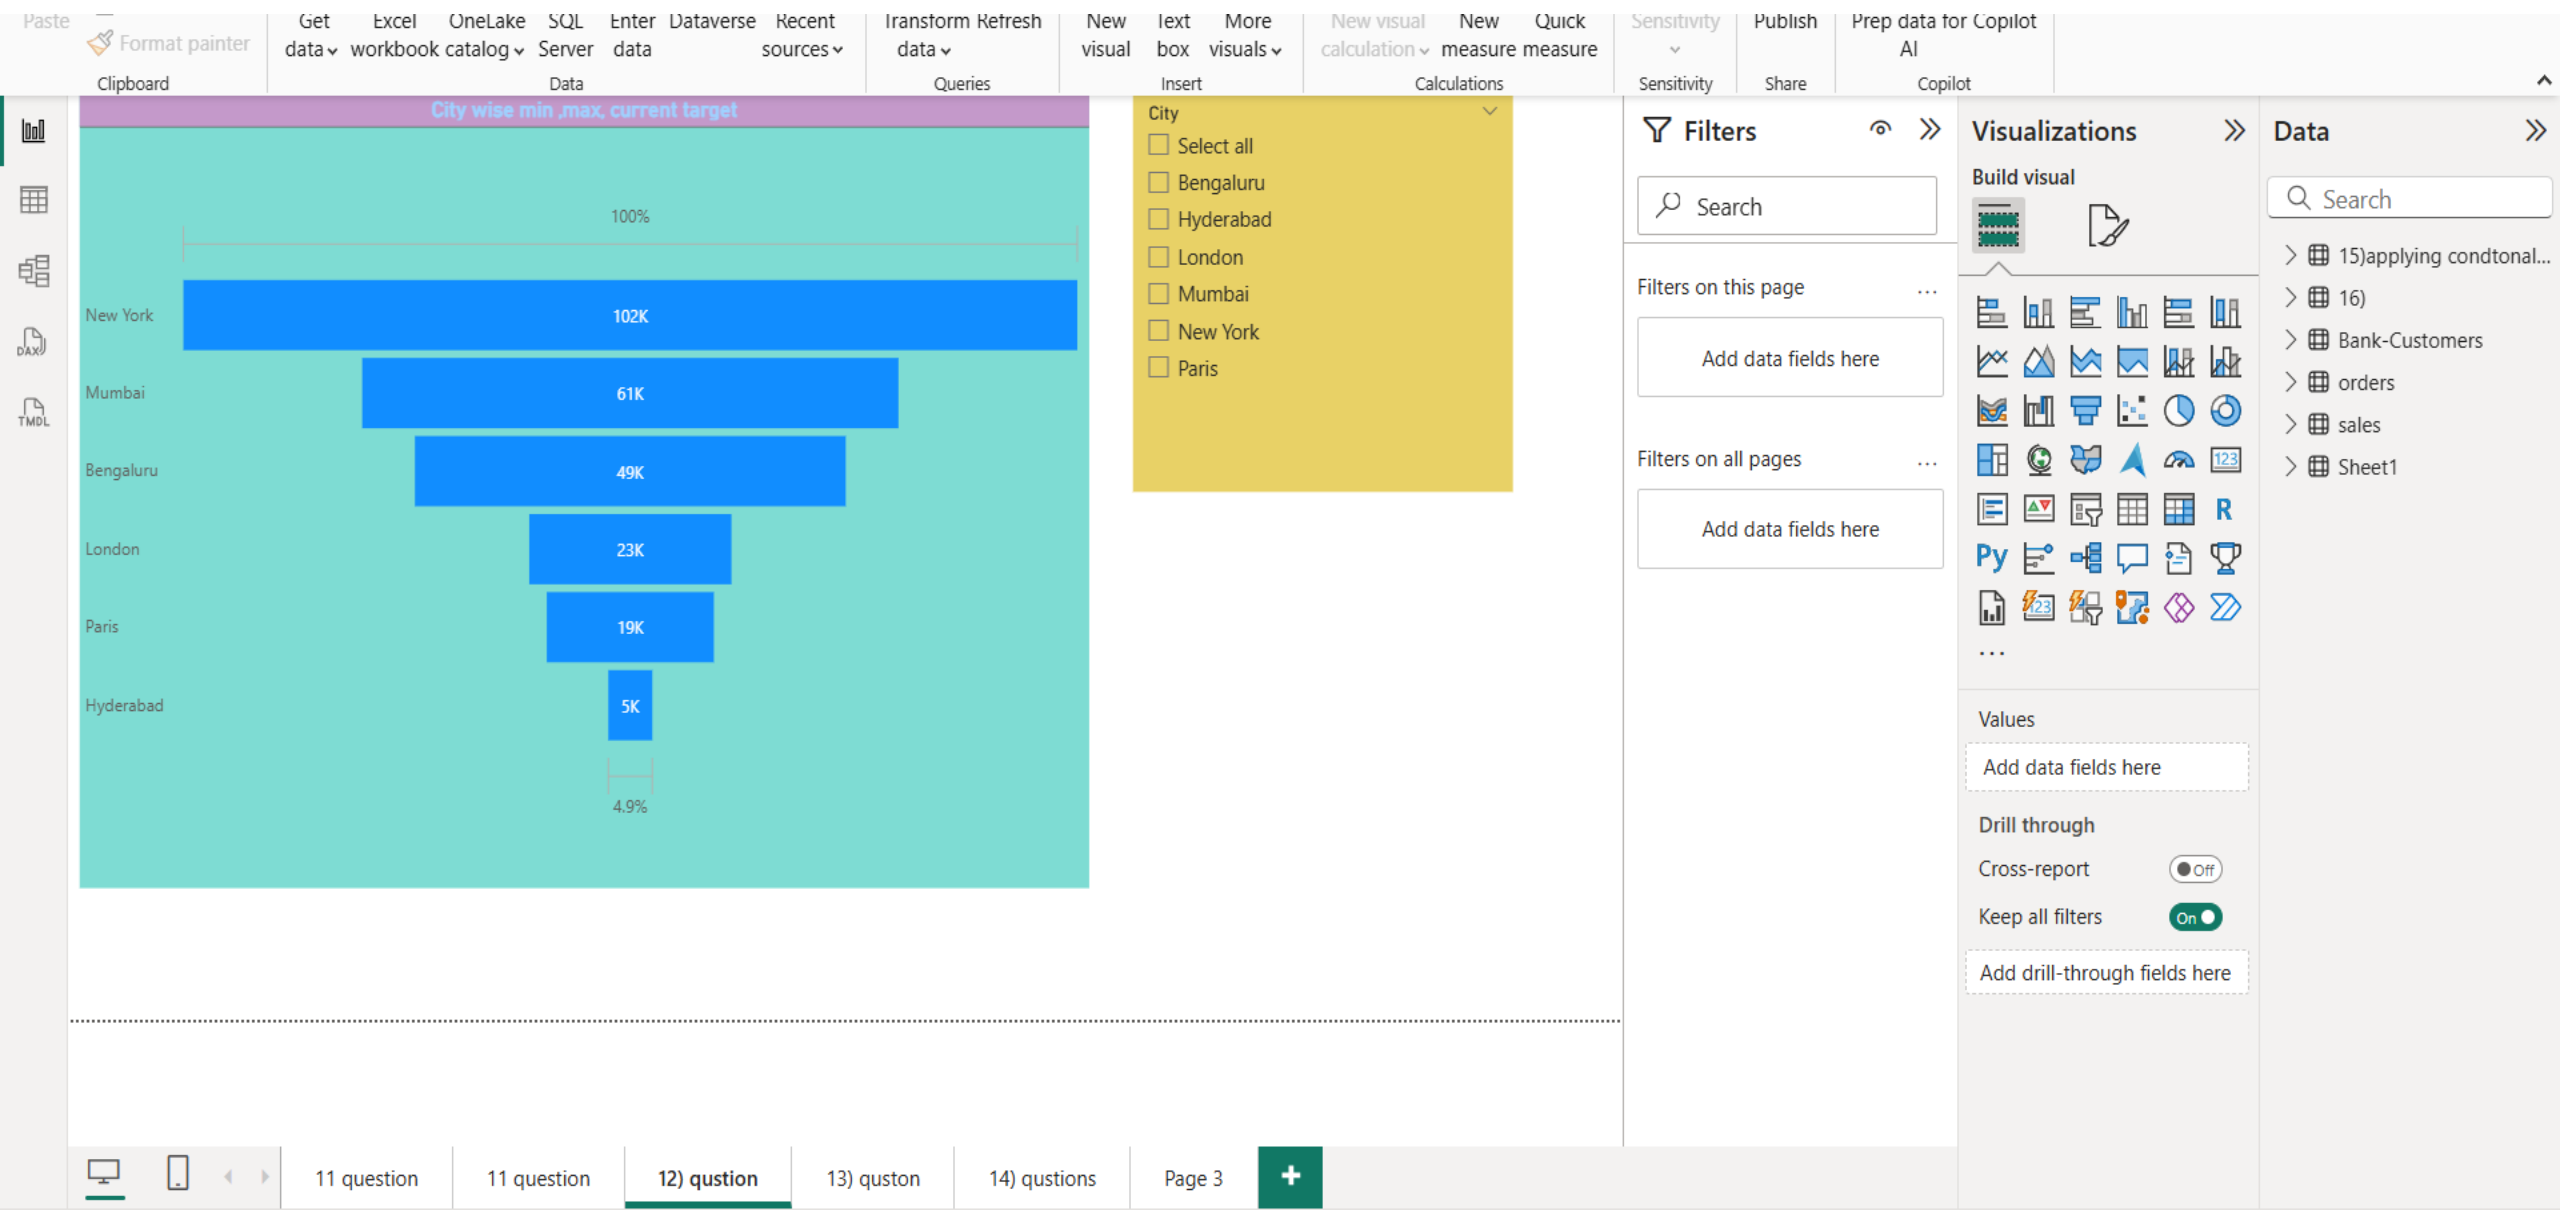 Paste
Format painter
Clipboard
Get data
Excel workbook
OneLake catalog
SQL Server
Enter data
Dataverse
Recent sources
Data
Transform data
Refresh
Queries
New visual
Text box
More visuals
Insert
New visual calculation
New measure
Quick measure
Calculations
Sensitivity
Sensitivity
Publish
Share
Prep data for AI
Copilot
Copilot
City wise min ,max, current target
100%
New York
102K
Mumbai
61K
Bengaluru
49K
London
23K
Paris
19K
Hyderabad
5K
4.9%
City
Select all
Bengaluru
Hyderabad
London
Mumbai
New York
Paris
Filters
Search
Filters on this page
...
Add data fields here
Filters on all pages
...
Add data fields here
Visualizations
Build visual
123
R
Py
123
...
Values
Add data fields here
Drill through
Cross-report
Off
Keep all filters
On
Add drill-through fields here
Data
Search
15)applying condtonal...
16)
Bank-Customers
orders
sales
Sheet1
DAX
TMDL
11 question
11 question
12) qustion
13) quston
14) qustions
Page 3
+